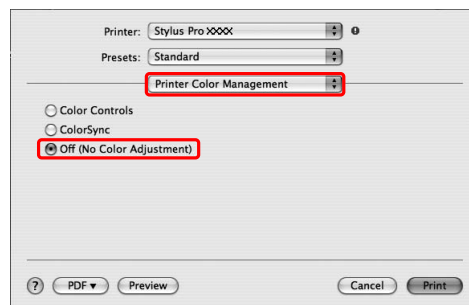 Printer: Stylus Pro XXXX
Presets: Standard
Printer Color Management
Color Controls
ColorSync
Off (No Color Adjustment)
? PDF▼ Preview Cancel Print